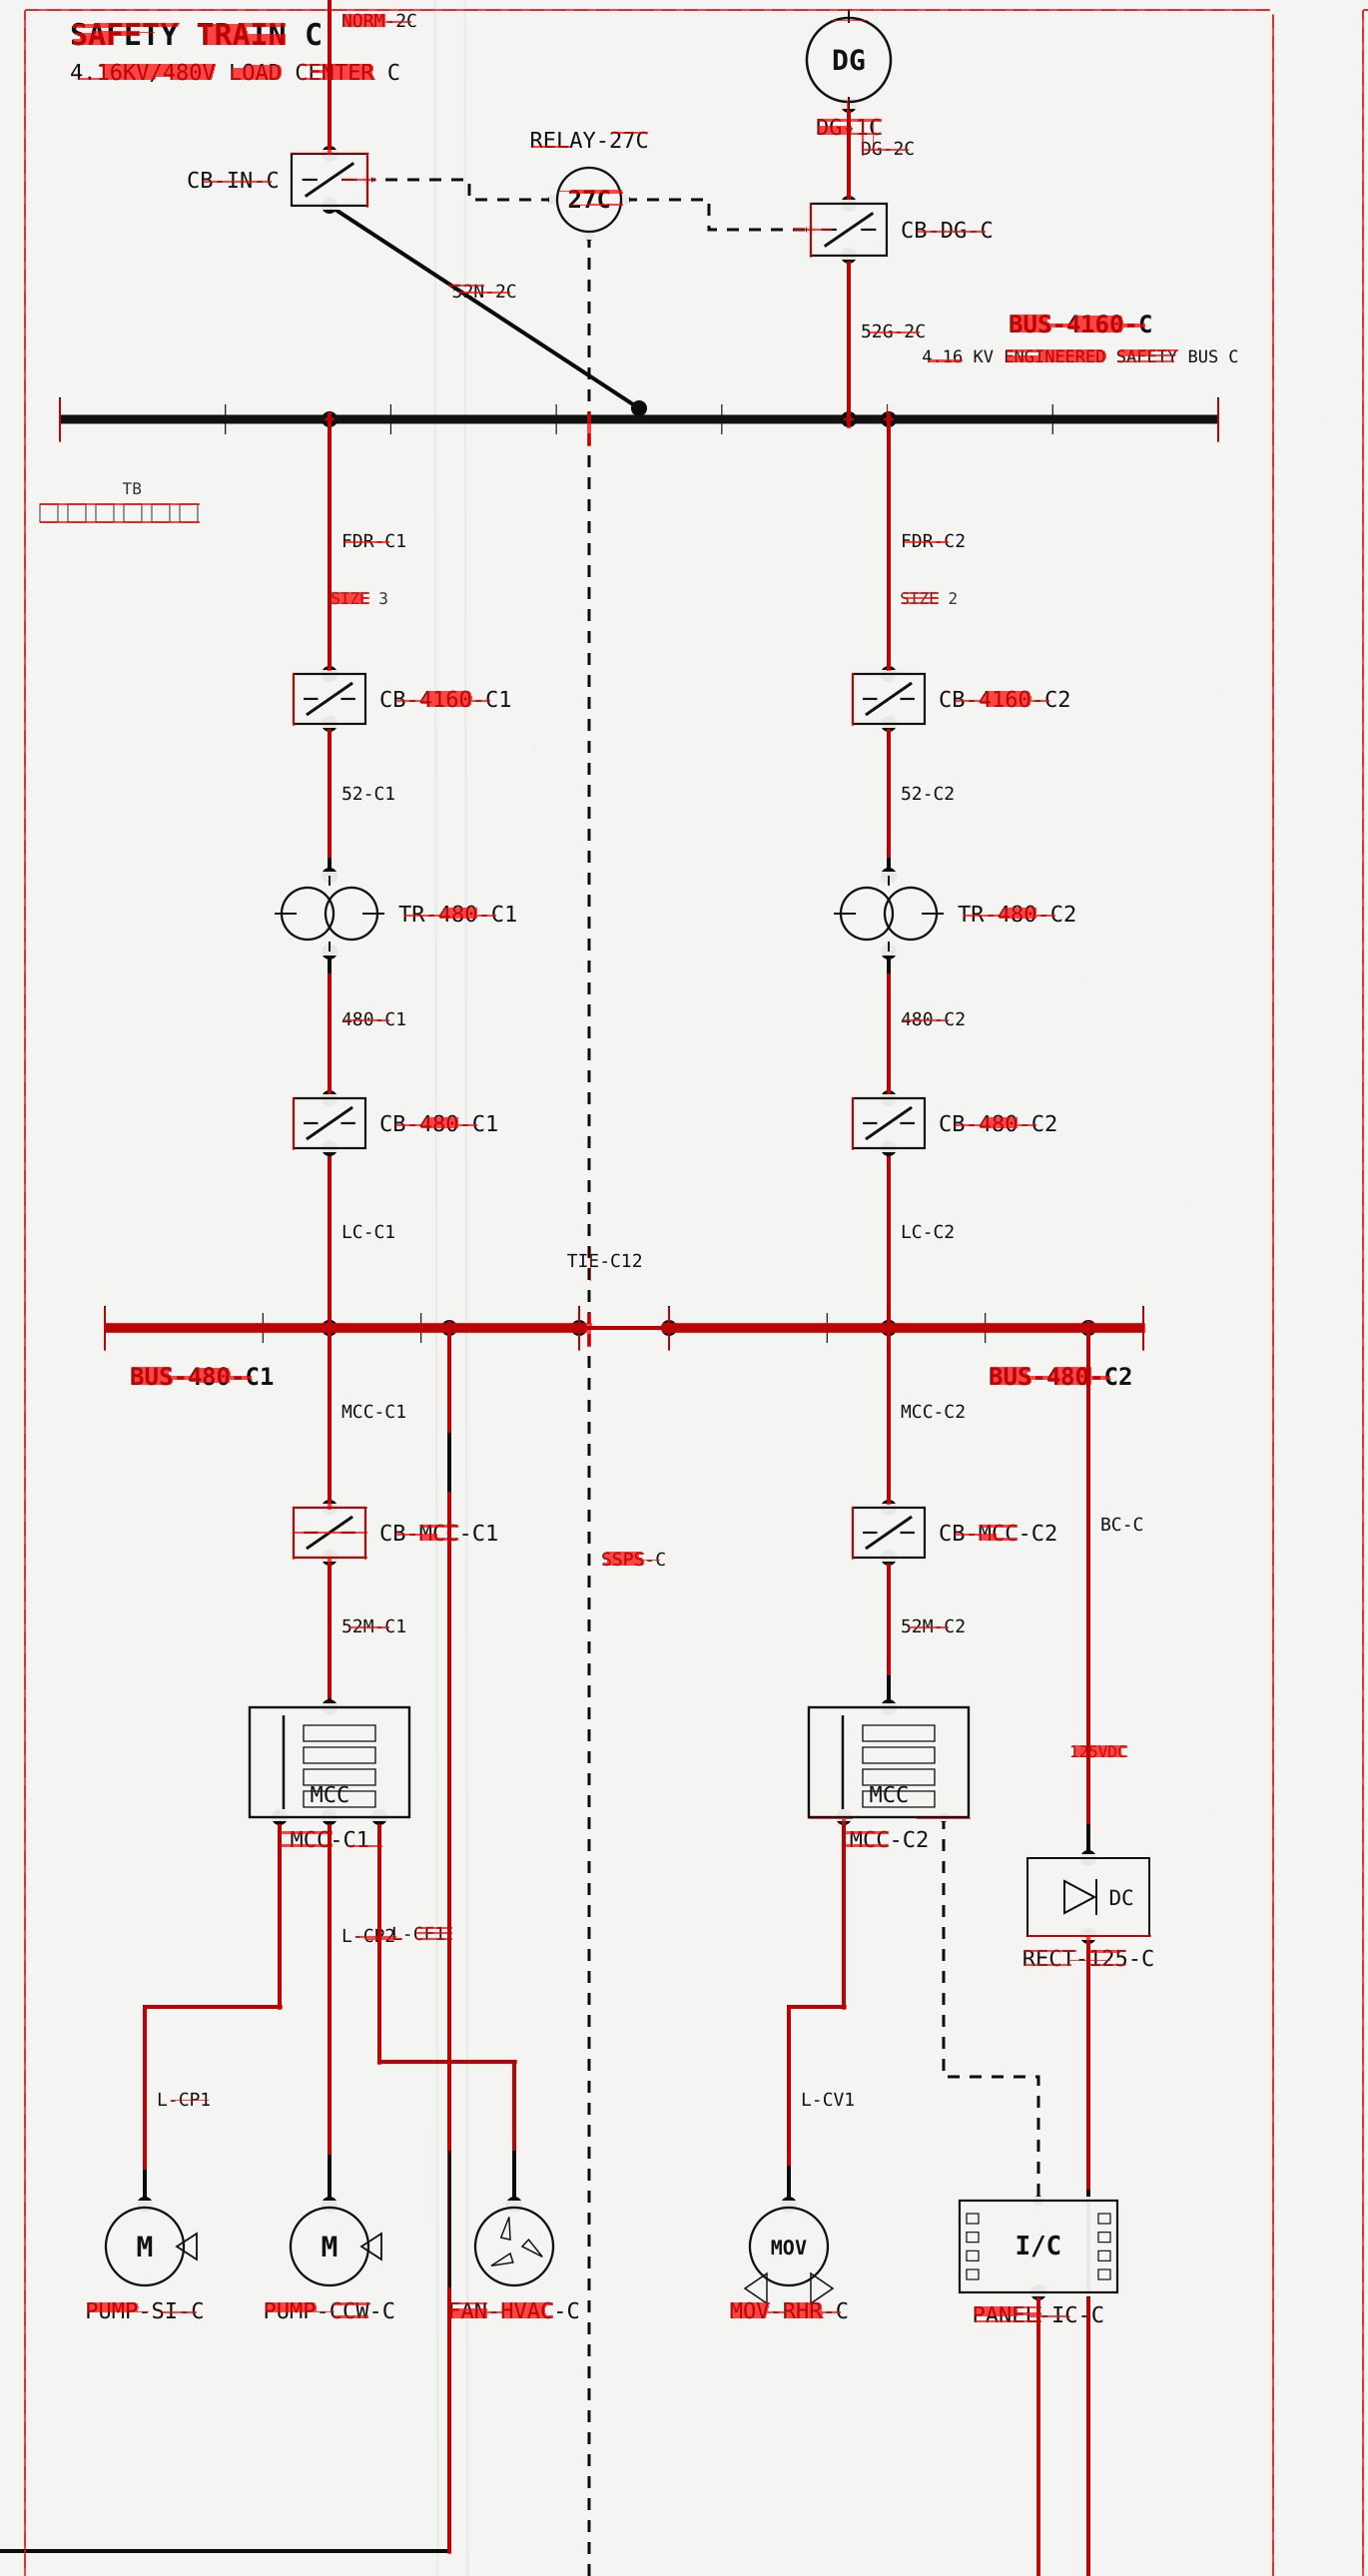 NORM-2C
SAFETY TRAIN C
4.16KV/480V LOAD CENTER C
DG
DG-1C
DG-2C
RELAY-27C
CB-IN-C
27C
CB-DG-C
52N-2C
52G-2C
BUS-4160-C
4.16 KV ENGINEERED SAFETY BUS C
TB
FDR-C1
FDR-C2
SIZE 3
SIZE 2
CB-4160-C1
CB-4160-C2
52-C1
52-C2
TR-480-C1
TR-480-C2
480-C1
480-C2
CB-480-C1
CB-480-C2
LC-C1
LC-C2
TIE-C12
BUS-480-C1
BUS-480-C2
MCC-C1
MCC-C2
CB-MCC-C1
CB-MCC-C2
BC-C
SSPS-C
52M-C1
52M-C2
125VDC
MCC
MCC
MCC-C1
MCC-C2
DC
L-CP2
L-CF1
RECT-125-C
L-CP1
L-CV1
M
M
MOV
I/C
PUMP-SI-C
PUMP-CCW-C
FAN-HVAC-C
MOV-RHR-C
PANEL-IC-C